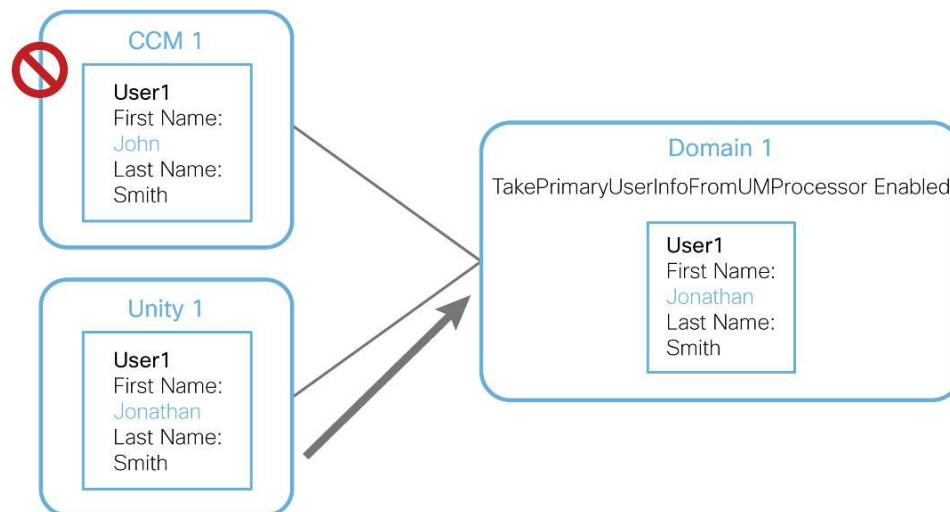 CCM 1
User1
First Name:
John
Last Name:
Smith
Unity 1
User1
First Name:
Jonathan
Last Name:
Smith
Domain 1
TakePrimaryUserInfoFromUMProcessor Enabled
User1
First Name:
Jonathan
Last Name:
Smith